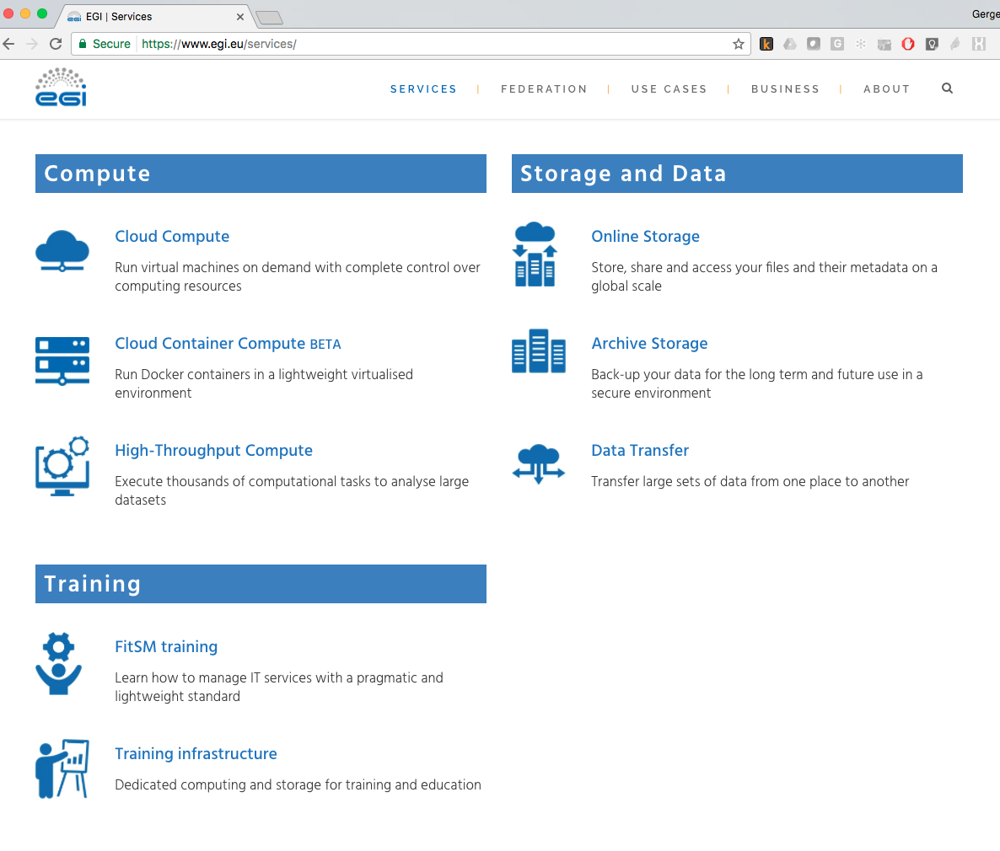 EGI | Services
Gerge
Secure https://www.egi.eu/services/
egi
SERVICES | FEDERATION | USE CASES | BUSINESS | ABOUT
Compute
Cloud Compute
Run virtual machines on demand with complete control over
computing resources
Cloud Container Compute BETA
Run Docker containers in a lightweight virtualised
environment
High-Throughput Compute
Execute thousands of computational tasks to analyse large
datasets
Storage and Data
Online Storage
Store, share and access your files and their metadata on a
global scale
Archive Storage
Back-up your data for the long term and future use in a
secure environment
Data Transfer
Transfer large sets of data from one place to another
Training
FitSM training
Learn how to manage IT services with a pragmatic and
lightweight standard
Training infrastructure
Dedicated computing and storage for training and education